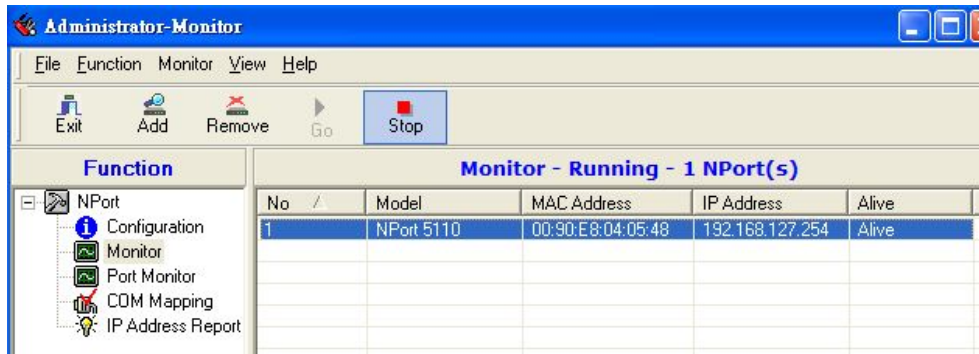 Administrator-Monitor
File Function Monitor View Help
Exit Add Remove Go Stop
Function
Monitor - Running - 1 NPort(s)
NPort
Configuration
Monitor
Port Monitor
COM Mapping
IP Address Report
No Model MAC Address IP Address Alive
1 NPort 5110 00:90:E8:04:05:48 192.168.127.254 Alive